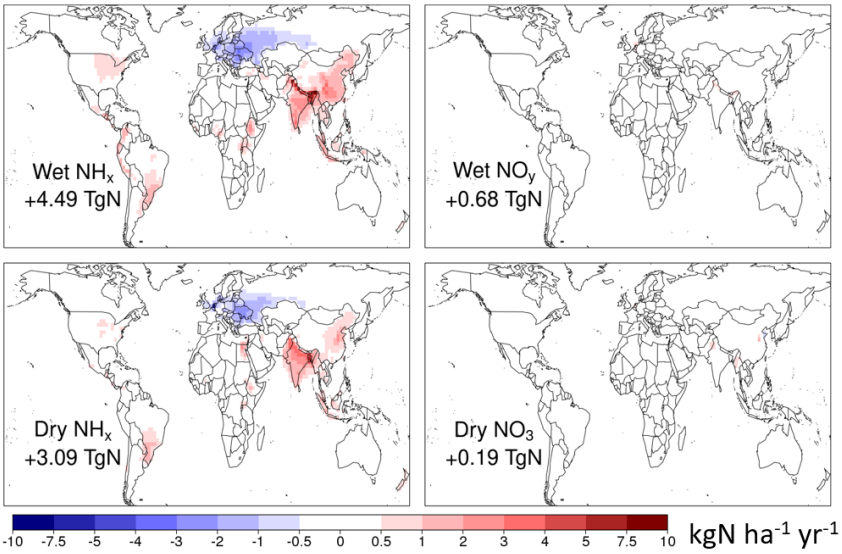 Wet NHx
+4.49 TgN
Wet NOy
+0.68 TgN
Dry NHx
+3.09 TgN
Dry NO3
+0.19 TgN
-10 -7.5 -5 -4 -3 -2 -1 -0.5 0 0.5 1 2 3 4 5 7.5 10
kgN ha-1 yr-1